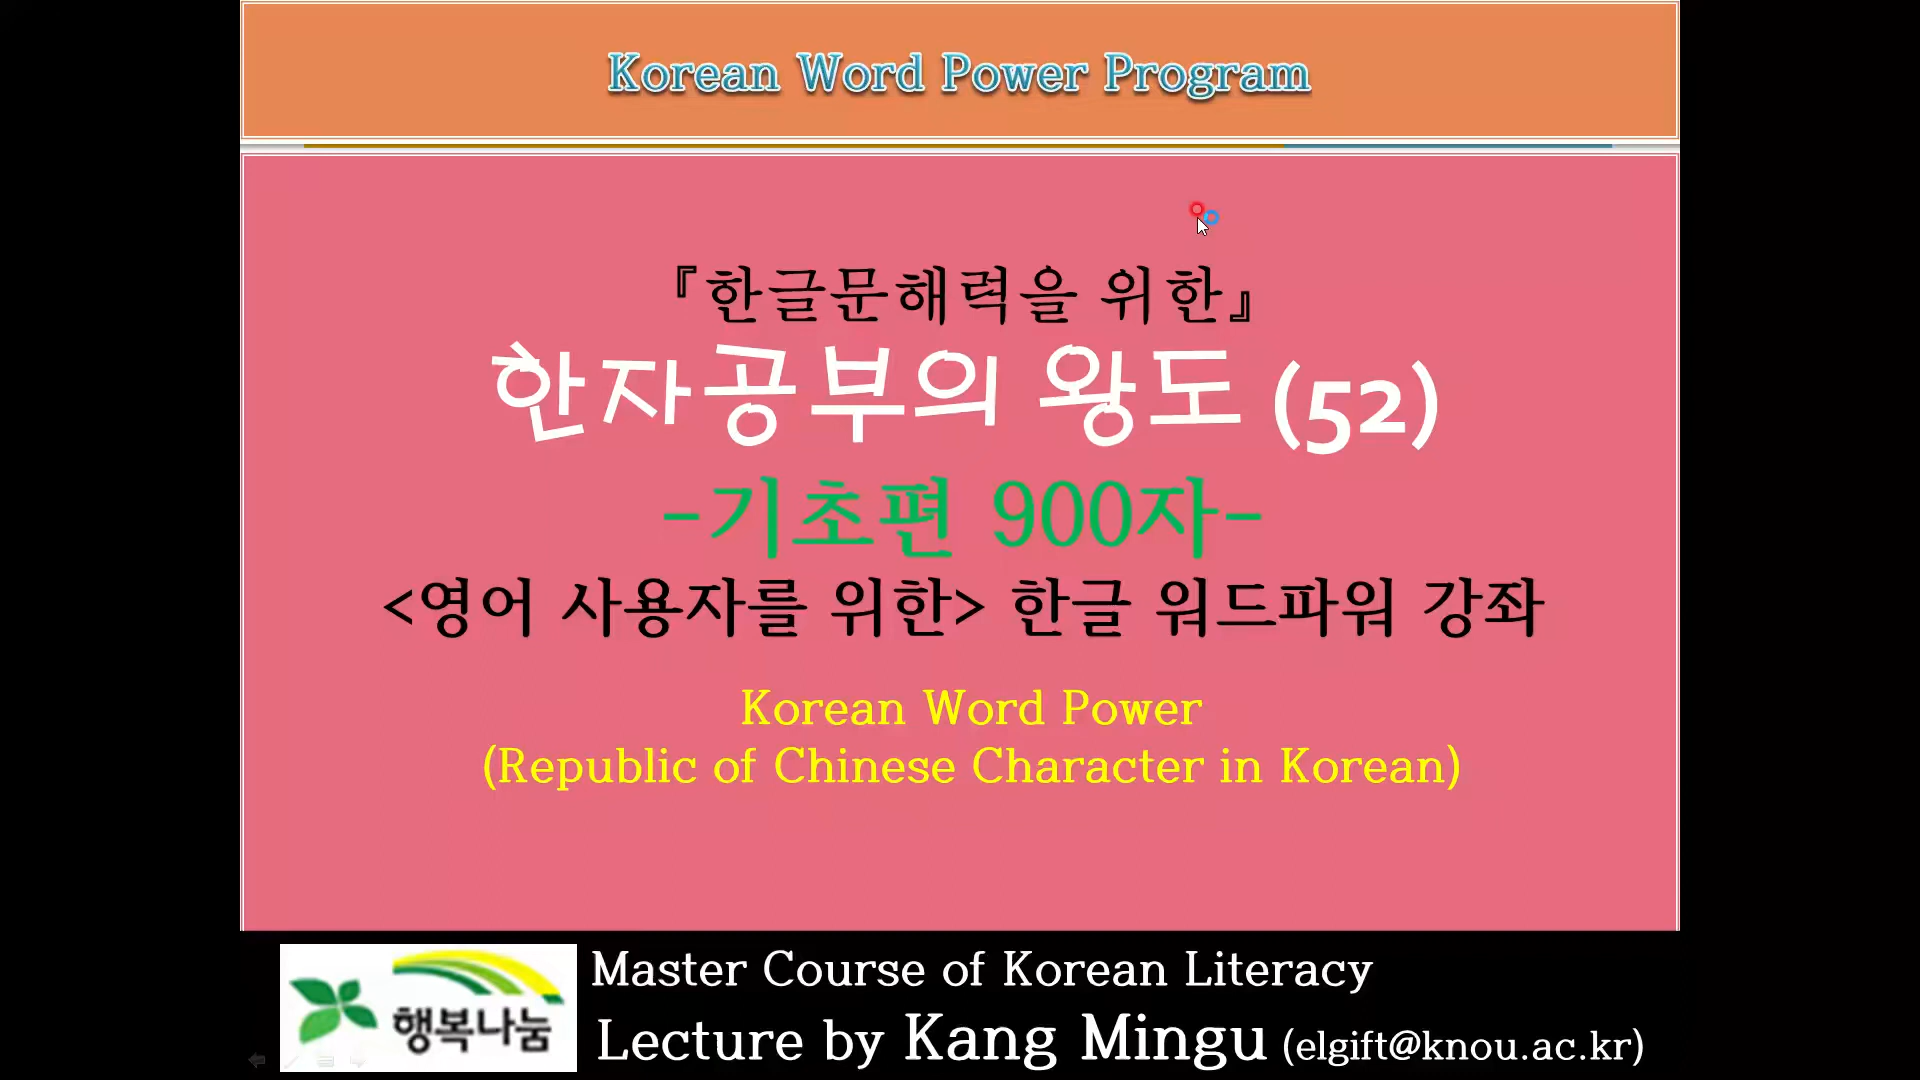 Korean Word Power Program
『한글문해력을 위한』
한자공부의 왕도 (52)
-기초편 900자-
<영어 사용자를 위한> 한글 워드파워 강좌
Korean Word Power
(Republic of Chinese Character in Korean)
행복나눔
Master Course of Korean Literacy
Lecture by Kang Mingu (elgift@knou.ac.kr)